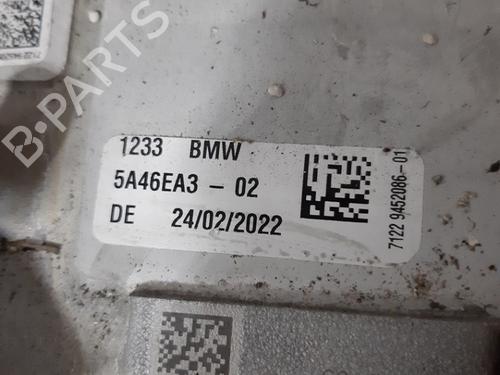 1233 BMW
5A46EA3 - 02
DE 24/02/2022
7122 9452086-01
B-PARTS